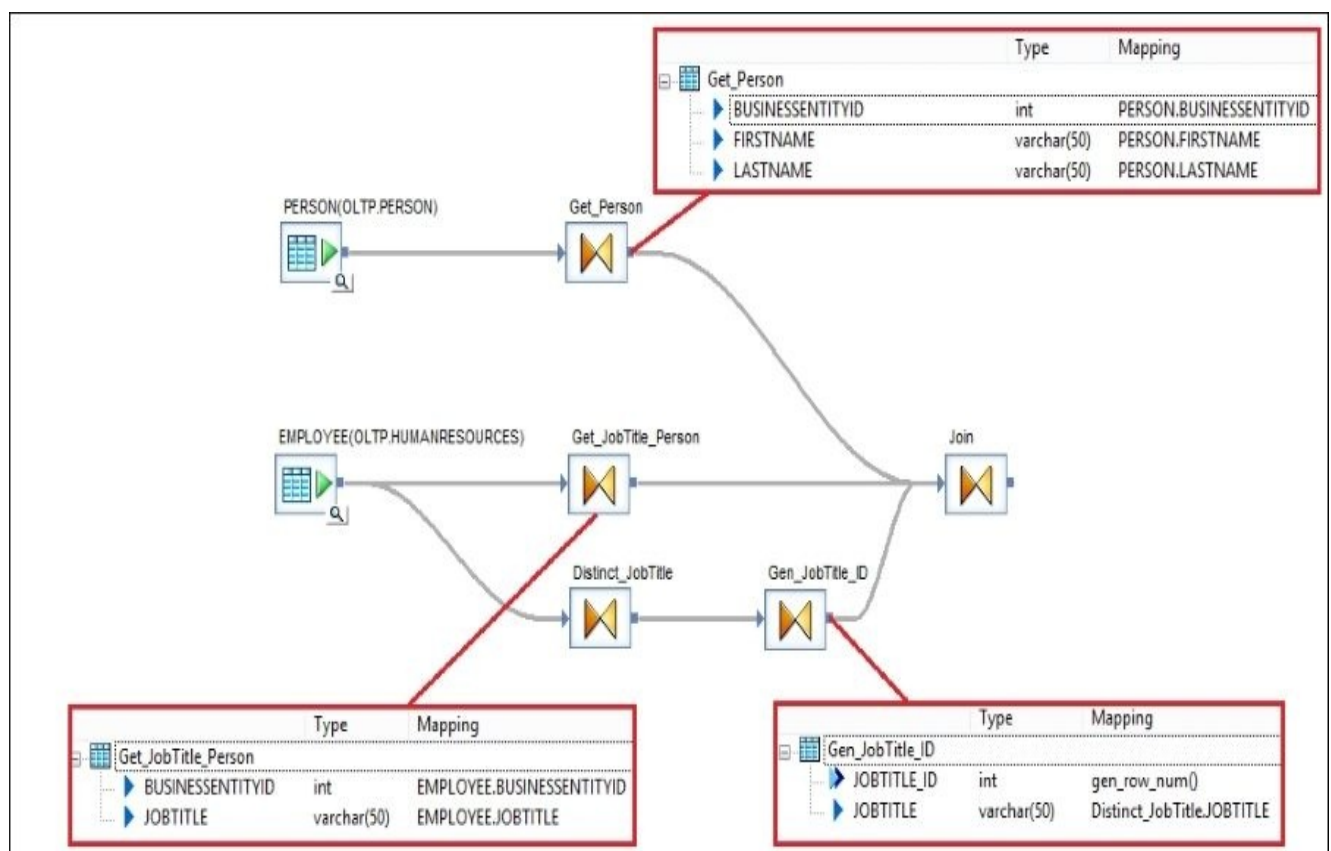 Type Mapping
Get_Person
BUSINESSENTITYID int PERSON.BUSINESSENTITYID
FIRSTNAME varchar(50) PERSON.FIRSTNAME
LASTNAME varchar(50) PERSON.LASTNAME
PERSON(OLTP.PERSON) Get_Person
EMPLOYEE(OLTP.HUMANRESOURCES) Get_JobTitle_Person Join
Distinct_JobTitle Gen_JobTitle_ID
Type Mapping
Get_JobTitle_Person
BUSINESSENTITYID int EMPLOYEE.BUSINESSENTITYID
JOBTITLE varchar(50) EMPLOYEE.JOBTITLE
Type Mapping
Gen_JobTitle_ID
JOBTITLE_ID int gen_row_num()
JOBTITLE varchar(50) Distinct_JobTitle.JOBTITLE